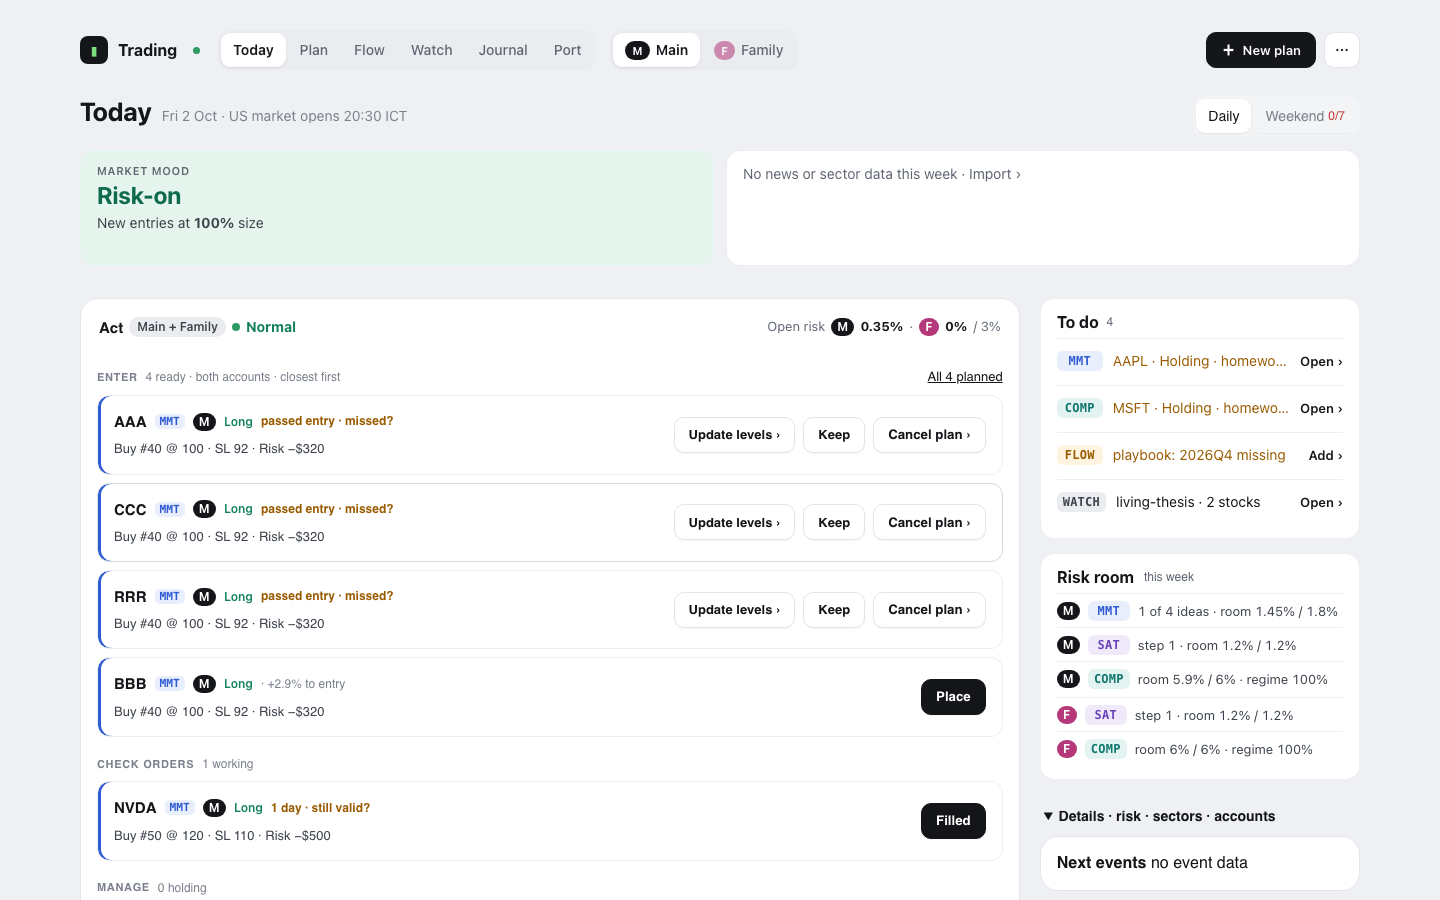 Trading
Today Plan Flow Watch Journal Port
M Main F Family
+ New plan
...
Today Fri 2 Oct · US market opens 20:30 ICT
Daily Weekend 0/7
MARKET MOOD
Risk-on
New entries at 100% size
No news or sector data this week · Import ›
Act Main + Family Normal
Open risk M 0.35% · F 0% / 3%
ENTER 4 ready · both accounts · closest first
All 4 planned
AAA MMT M Long passed entry · missed?
Buy #40 @ 100 · SL 92 · Risk −$320
Update levels › Keep Cancel plan ›
CCC MMT M Long passed entry · missed?
Buy #40 @ 100 · SL 92 · Risk −$320
Update levels › Keep Cancel plan ›
RRR MMT M Long passed entry · missed?
Buy #40 @ 100 · SL 92 · Risk −$320
Update levels › Keep Cancel plan ›
BBB MMT M Long · +2.9% to entry
Buy #40 @ 100 · SL 92 · Risk −$320
Place
CHECK ORDERS 1 working
NVDA MMT M Long 1 day · still valid?
Buy #50 @ 120 · SL 110 · Risk −$500
Filled
MANAGE 0 holding
To do 4
MMT AAPL · Holding · homewo... Open ›
COMP MSFT · Holding · homewo... Open ›
FLOW playbook: 2026Q4 missing Add ›
WATCH living-thesis · 2 stocks Open ›
Risk room this week
M MMT 1 of 4 ideas · room 1.45% / 1.8%
M SAT step 1 · room 1.2% / 1.2%
M COMP room 5.9% / 6% · regime 100%
F SAT step 1 · room 1.2% / 1.2%
F COMP room 6% / 6% · regime 100%
▼ Details · risk · sectors · accounts
Next events no event data